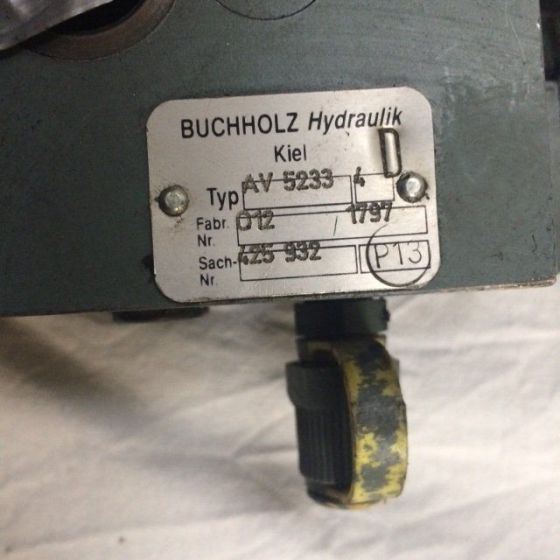 BUCHHOLZ Hydraulik
Kiel
Typ AV 5233 4
Fabr. Nr. 012 / 1797
Sach- Nr. 425 932 P13